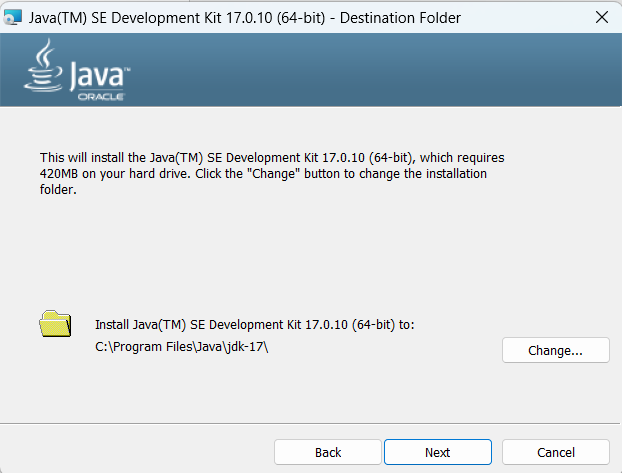 Java(TM) SE Development Kit 17.0.10 (64-bit) - Destination Folder
Java™
ORACLE
This will install the Java(TM) SE Development Kit 17.0.10 (64-bit), which requires
420MB on your hard drive. Click the "Change" button to change the installation
folder.
Install Java(TM) SE Development Kit 17.0.10 (64-bit) to:
C:\Program Files\Java\jdk-17\
Change...
Back
Next
Cancel